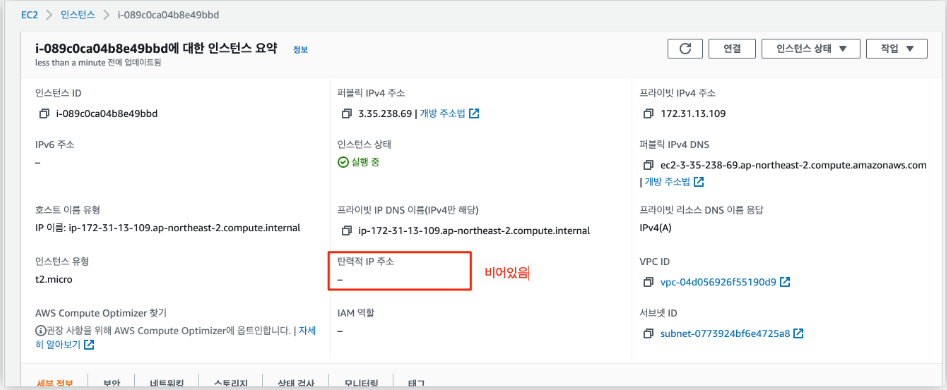 EC2 > 인스턴스 > i-089c0ca04b8e49bbd
i-089c0ca04b8e49bbd에 대한 인스턴스 요약 정보
less than a minute 전에 업데이트됨
연결
인스턴스 상태
작업
인스턴스 ID
i-089c0ca04b8e49bbd
퍼블릭 IPv4 주소
3.35.238.69 | 개방 주소법
프라이빗 IPv4 주소
172.31.13.109
IPv6 주소
–
인스턴스 상태
실행 중
퍼블릭 IPv4 DNS
ec2-3-35-238-69.ap-northeast-2.compute.amazonaws.com
| 개방 주소법
호스트 이름 유형
IP 이름: ip-172-31-13-109.ap-northeast-2.compute.internal
프라이빗 IP DNS 이름(IPv4만 해당)
ip-172-31-13-109.ap-northeast-2.compute.internal
프라이빗 리소스 DNS 이름 응답
IPv4(A)
인스턴스 유형
t2.micro
탄력적 IP 주소
–
비어있음
VPC ID
vpc-04d056926f55190d9
AWS Compute Optimizer 찾기
권장 사항을 위해 AWS Compute Optimizer에 옵트인합니다. | 자세
히 알아보기
IAM 역할
–
서브넷 ID
subnet-0773924bf6e4725a8
세부 정보
보안
네트워킹
스토리지
상태 검사
모니터링
태그